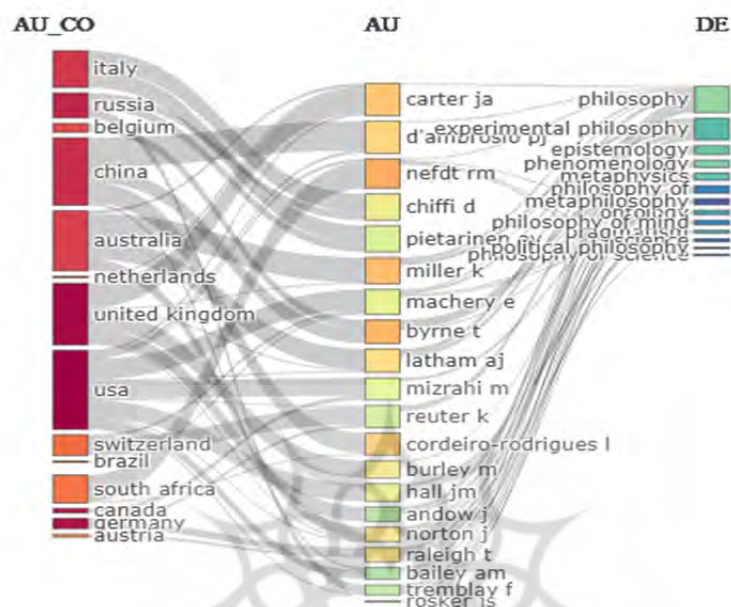 AU_CO AU DE
italy
russia
belgium
china
australia
netherlands
united kingdom
usa
switzerland
brazil
south africa
canada
germany
austria
carter ja
d'ambrosio pj
nefdt rm
chiffi d
pietarinen
miller k
machery e
byrne t
latham aj
mizrahi m
reuter k
cordeiro-rodrigues l
burley m
hall jm
andow j
norton j
raleigh t
bailey am
tremblay f
rosker js
philosophy
experimental philosophy
epistemology
phenomenology
metaphysics
philosophy of
metaphilosophy
ontology
philosophy of mind
political philosophy
philosophy of science